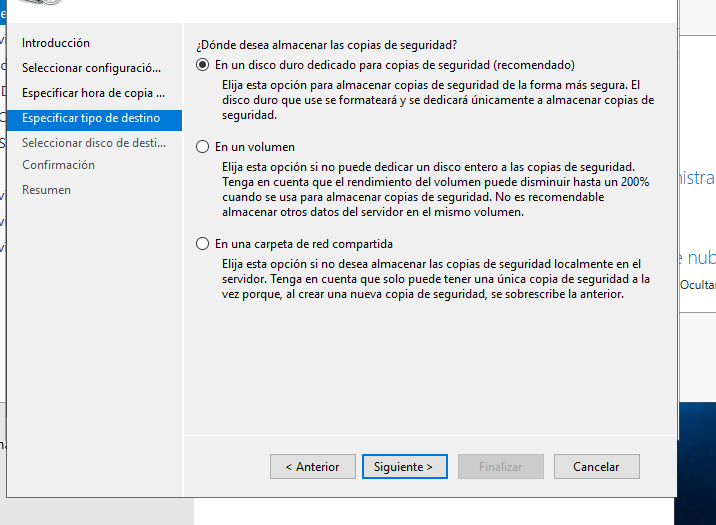 Introducción
Seleccionar configuració...
Especificar hora de copia ...
Especificar tipo de destino
Seleccionar disco de desti...
Confirmación
Resumen
¿Dónde desea almacenar las copias de seguridad?
En un disco duro dedicado para copias de seguridad (recomendado)
Elija esta opción para almacenar copias de seguridad de la forma más segura. El
disco duro que use se formateará y se dedicará únicamente a almacenar copias de
seguridad.
En un volumen
Elija esta opción si no puede dedicar un disco entero a las copias de seguridad.
Tenga en cuenta que el rendimiento del volumen puede disminuir hasta un 200%
cuando se usa para almacenar copias de seguridad. No es recomendable
almacenar otros datos del servidor en el mismo volumen.
En una carpeta de red compartida
Elija esta opción si no desea almacenar las copias de seguridad localmente en el
servidor. Tenga en cuenta que solo puede tener una única copia de seguridad a la
vez porque, al crear una nueva copia de seguridad, se sobrescribe la anterior.
< Anterior
Siguiente >
Finalizar
Cancelar
nistra
e nub
Ocultar